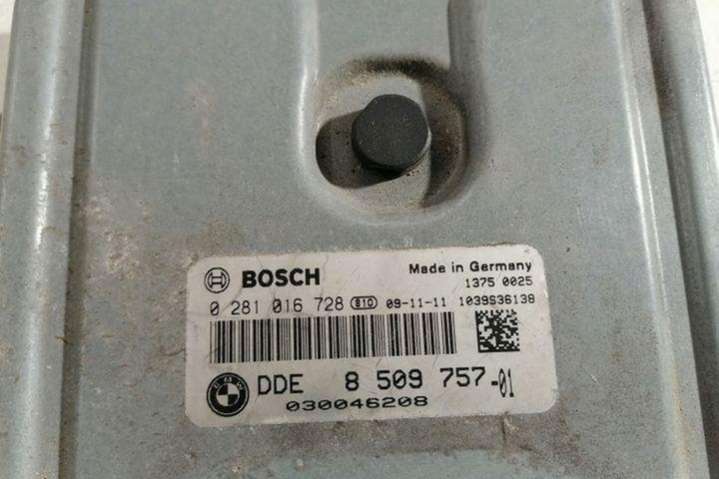 BOSCH Made in Germany
1375 0025
0 281 016 728 810 09-11-11 1039S36138
BMW DDE 8 509 757-01
030046208